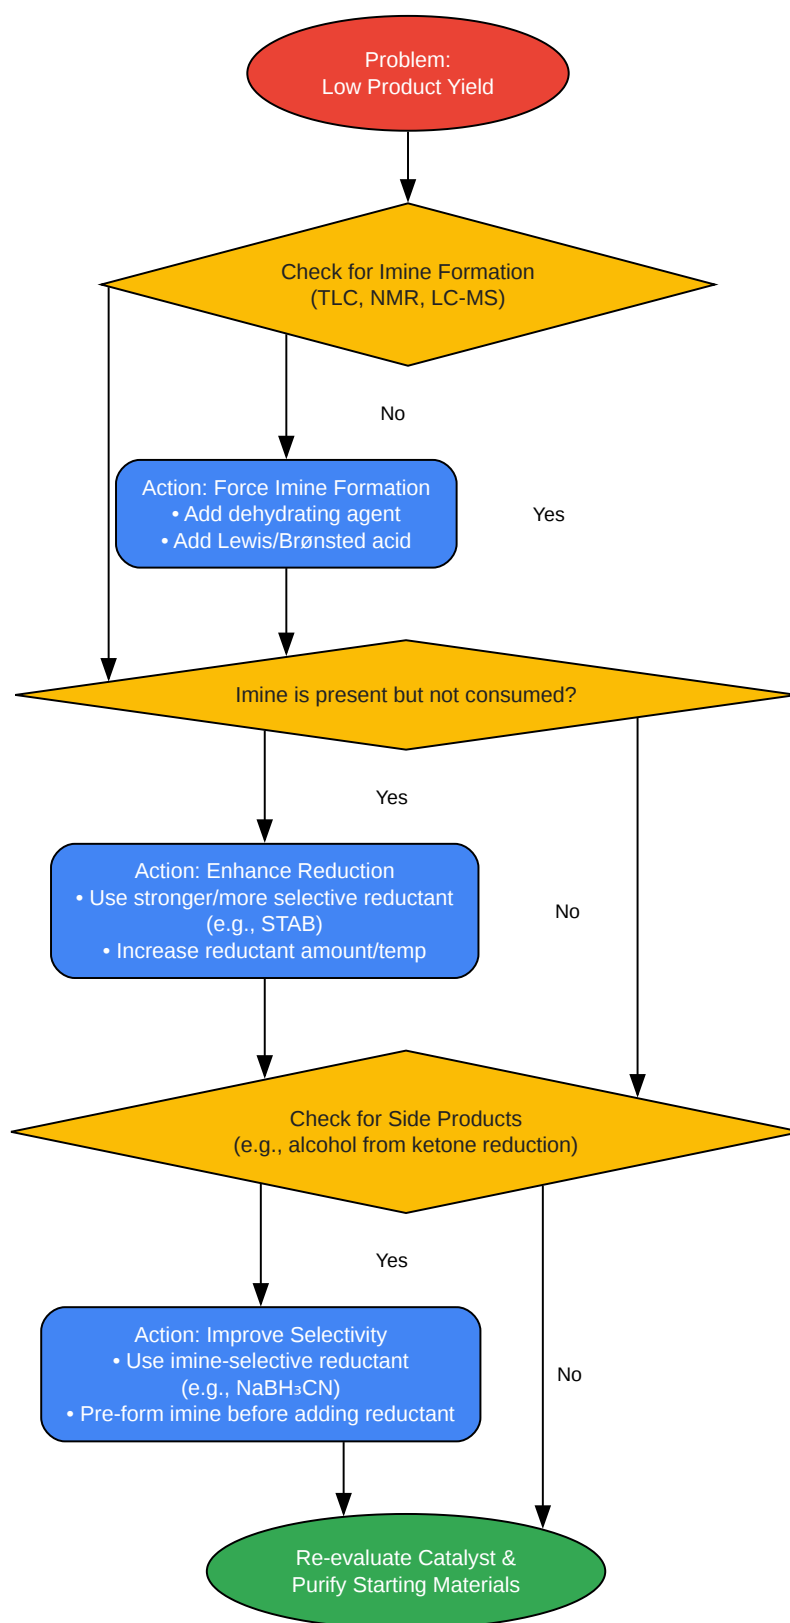 Problem:
Low Product Yield
Check for Imine Formation
(TLC, NMR, LC-MS)
No
Action: Force Imine Formation
• Add dehydrating agent
• Add Lewis/Brønsted acid
Yes
Imine is present but not consumed?
Yes
Action: Enhance Reduction
• Use stronger/more selective reductant
(e.g., STAB)
• Increase reductant amount/temp
No
Check for Side Products
(e.g., alcohol from ketone reduction)
Yes
Action: Improve Selectivity
• Use imine-selective reductant
(e.g., NaBH₃CN)
• Pre-form imine before adding reductant
No
Re-evaluate Catalyst &
Purify Starting Materials